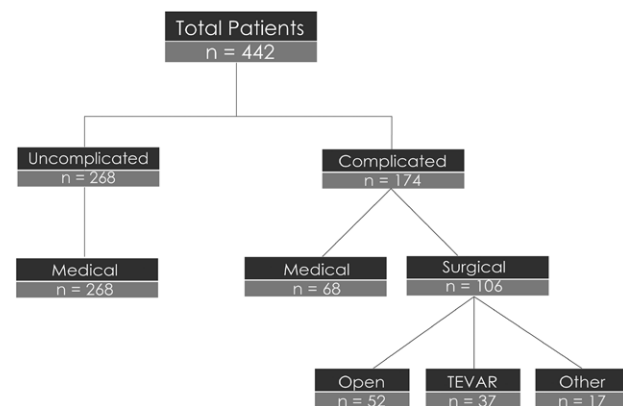 Total Patients
n = 442
Uncomplicated
n = 268
Complicated
n = 174
Medical
n = 268
Medical
n = 68
Surgical
n = 106
Open
n = 52
TEVAR
n = 37
Other
n = 17